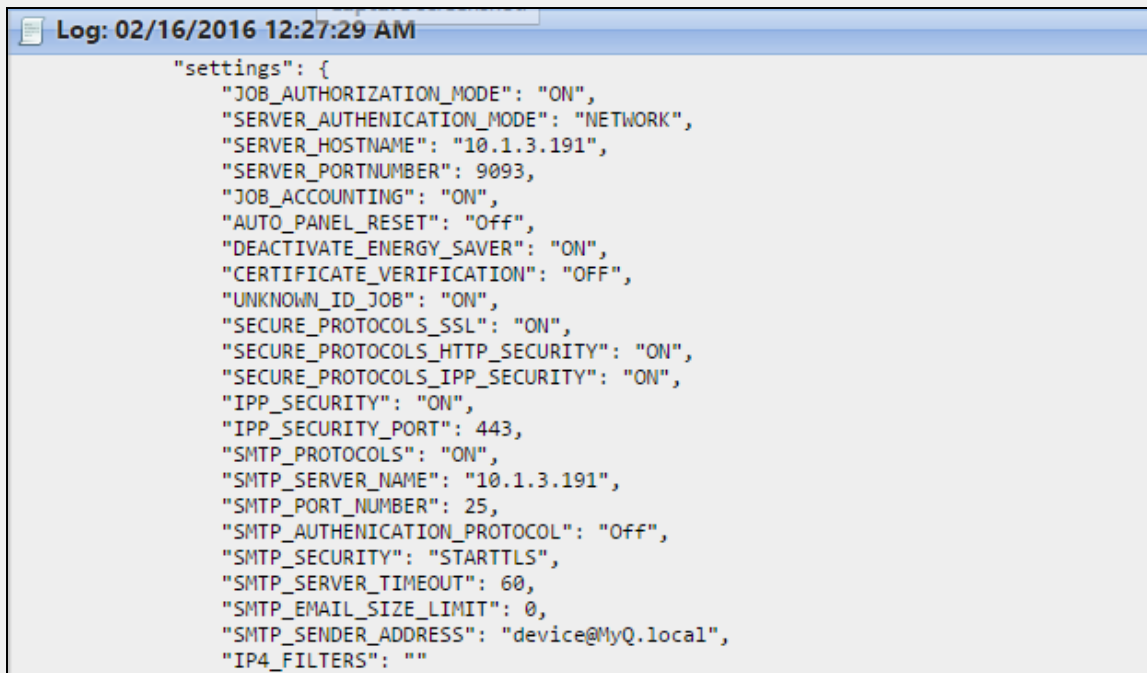 Log: 02/16/2016 12:27:29 AM
"settings": {
"JOB_AUTHORIZATION_MODE": "ON",
"SERVER_AUTHENICATION_MODE": "NETWORK",
"SERVER_HOSTNAME": "10.1.3.191",
"SERVER_PORTNUMBER": 9093,
"JOB_ACCOUNTING": "ON",
"AUTO_PANEL_RESET": "Off",
"DEACTIVATE_ENERGY_SAVER": "ON",
"CERTIFICATE_VERIFICATION": "OFF",
"UNKNOWN_ID_JOB": "ON",
"SECURE_PROTOCOLS_SSL": "ON",
"SECURE_PROTOCOLS_HTTP_SECURITY": "ON",
"SECURE_PROTOCOLS_IPP_SECURITY": "ON",
"IPP_SECURITY": "ON",
"IPP_SECURITY_PORT": 443,
"SMTP_PROTOCOLS": "ON",
"SMTP_SERVER_NAME": "10.1.3.191",
"SMTP_PORT_NUMBER": 25,
"SMTP_AUTHENICATION_PROTOCOL": "Off",
"SMTP_SECURITY": "STARTTLS",
"SMTP_SERVER_TIMEOUT": 60,
"SMTP_EMAIL_SIZE_LIMIT": 0,
"SMTP_SENDER_ADDRESS": "device@MyQ.local",
"IP4_FILTERS": ""